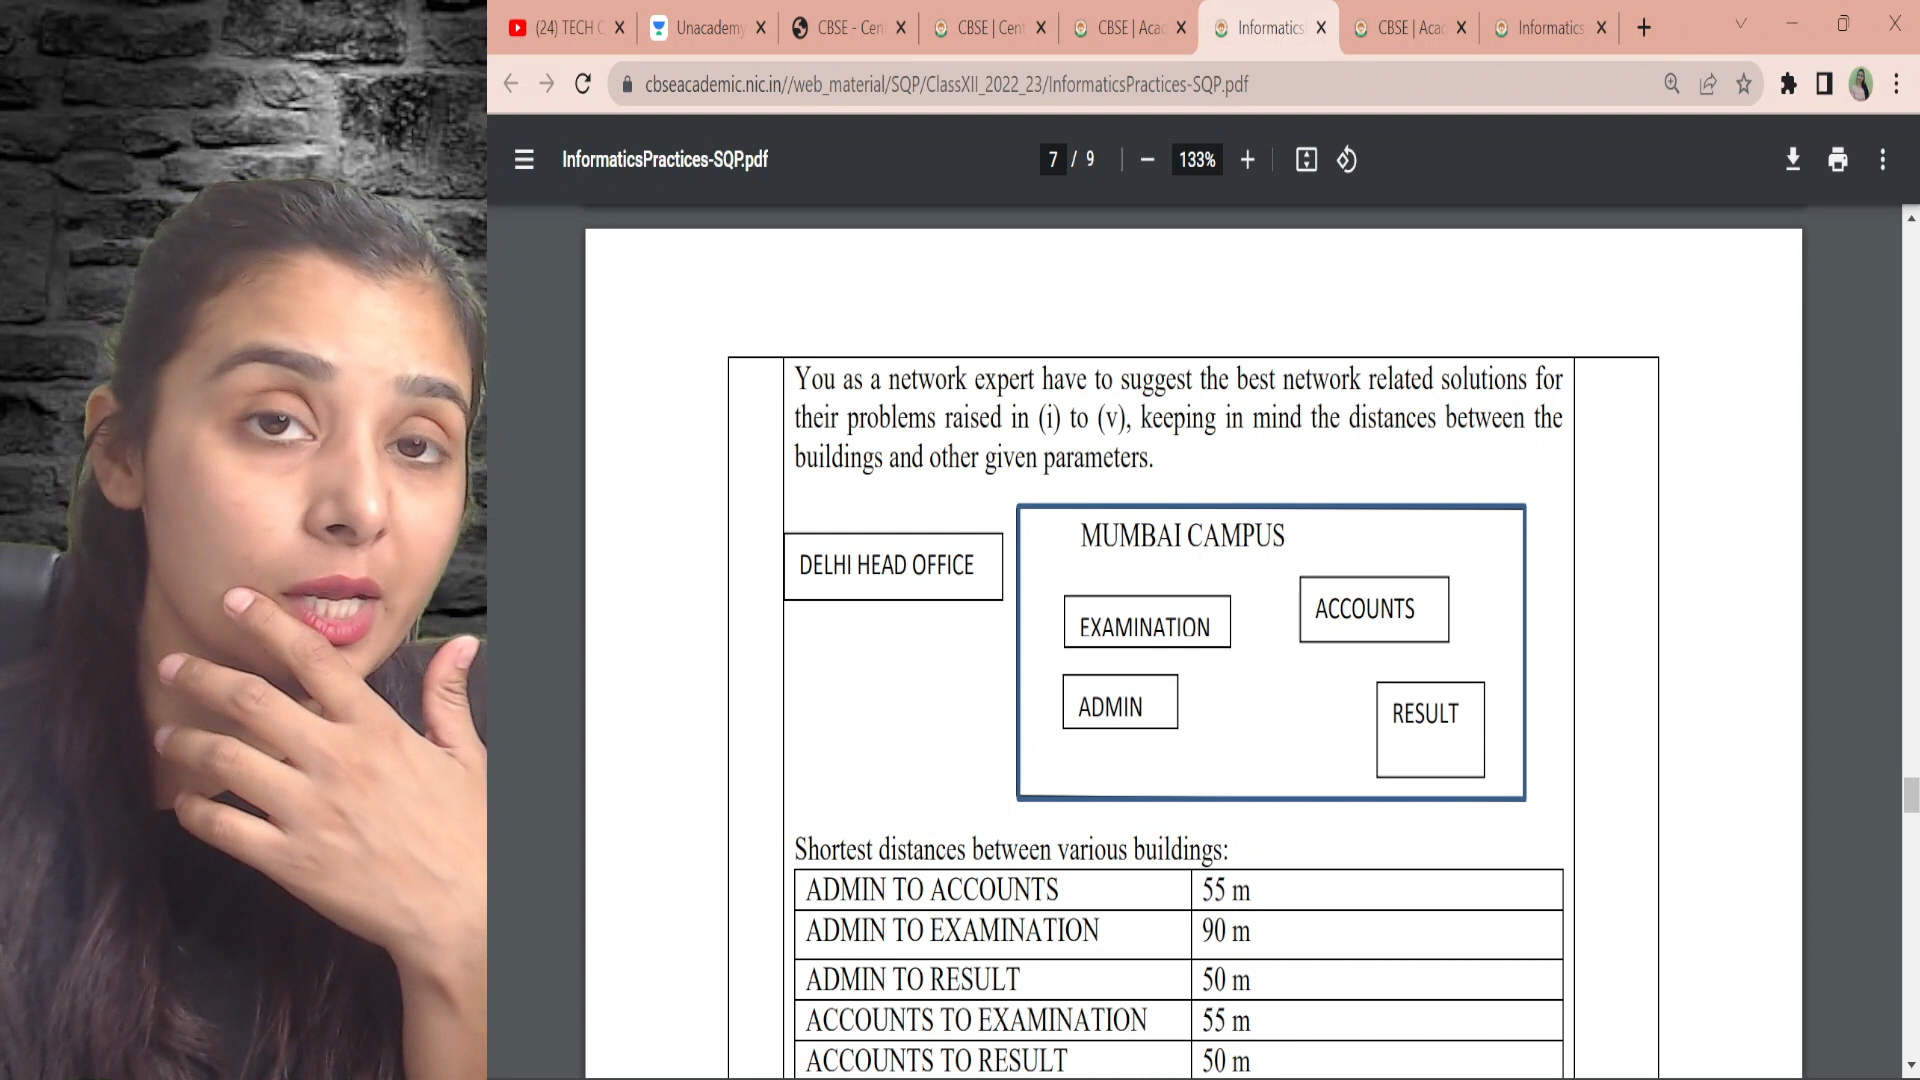 (24) TECH C
Unacademy
CBSE - Cen
CBSE | Cent
CBSE | Acad
Informatics
CBSE | Acad
Informatics
cbseacademic.nic.in//web_material/SQP/ClassXII_2022_23/InformaticsPractices-SQP.pdf
InformaticsPractices-SQP.pdf
7 / 9
133%
You as a network expert have to suggest the best network related solutions for
their problems raised in (i) to (v), keeping in mind the distances between the
buildings and other given parameters.
MUMBAI CAMPUS
DELHI HEAD OFFICE
ACCOUNTS
EXAMINATION
ADMIN
RESULT
Shortest distances between various buildings:
ADMIN TO ACCOUNTS 55 m
ADMIN TO EXAMINATION 90 m
ADMIN TO RESULT 50 m
ACCOUNTS TO EXAMINATION 55 m
ACCOUNTS TO RESULT 50 m